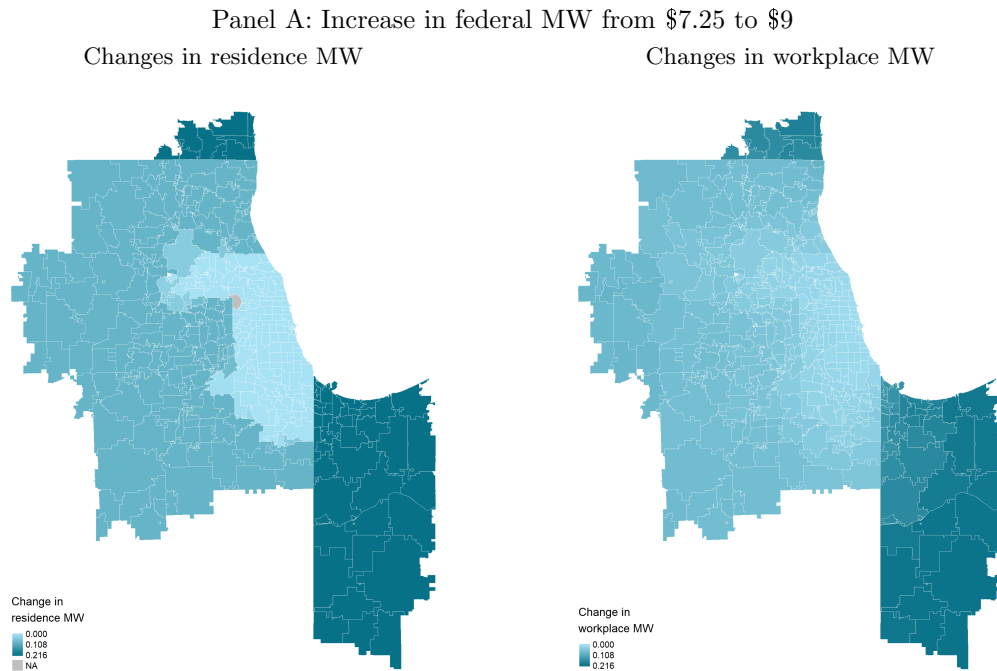 Panel A: Increase in federal MW from $7.25 to $9
Changes in residence MW
Changes in workplace MW
Change in
residence MW
0.000
0.108
0.216
NA
Change in
workplace MW
0.000
0.108
0.216